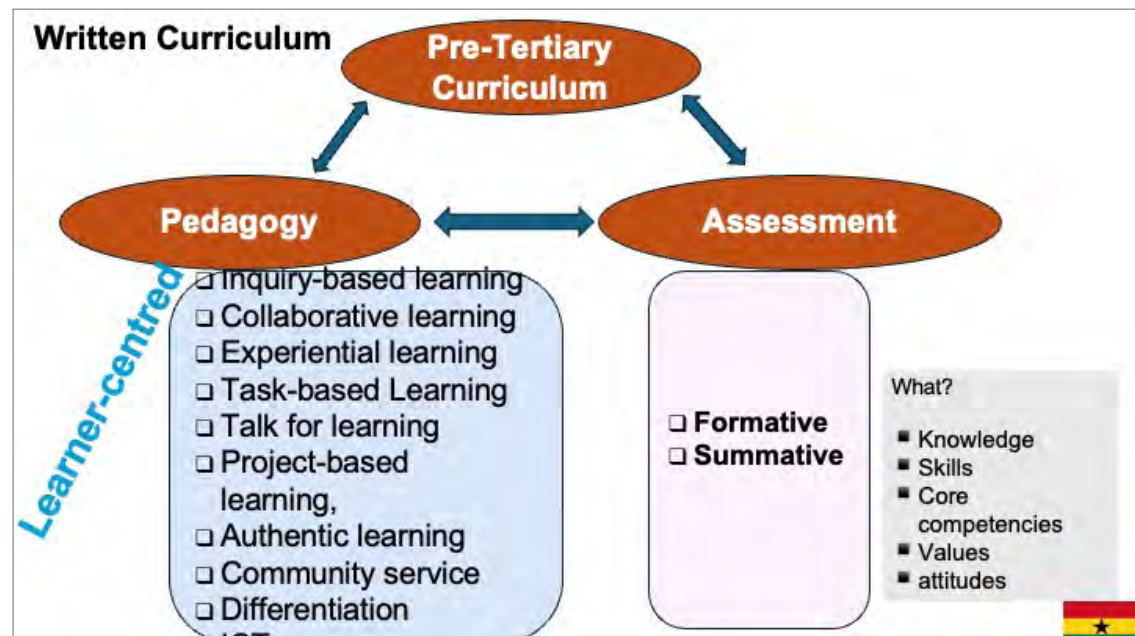 Written Curriculum
Pre-Tertiary
Curriculum
Pedagogy
Assessment
Learner-centred
❑ Inquiry-based learning
❑ Collaborative learning
❑ Experiential learning
❑ Task-based Learning
❑ Talk for learning
❑ Project-based
learning,
❑ Authentic learning
❑ Community service
❑ Differentiation
❑ Formative
❑ Summative
What?
▪ Knowledge
▪ Skills
▪ Core
competencies
▪ Values
▪ attitudes